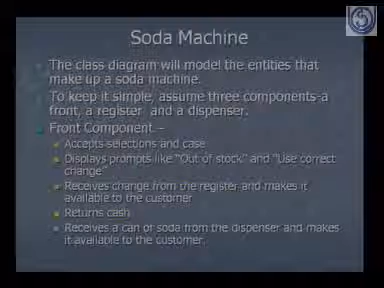 Soda Machine
The class diagram will model the entities that
make up a soda machine.
To keep it simple, assume three components-a
front, a register and a dispenser.
Front Component –
Accepts selections and case
Displays prompts like "Out of stock" and "Use correct
change"
Receives change from the register and makes it
available to the customer
Returns cash
Receives a can or soda from the dispenser and makes
it available to the customer.